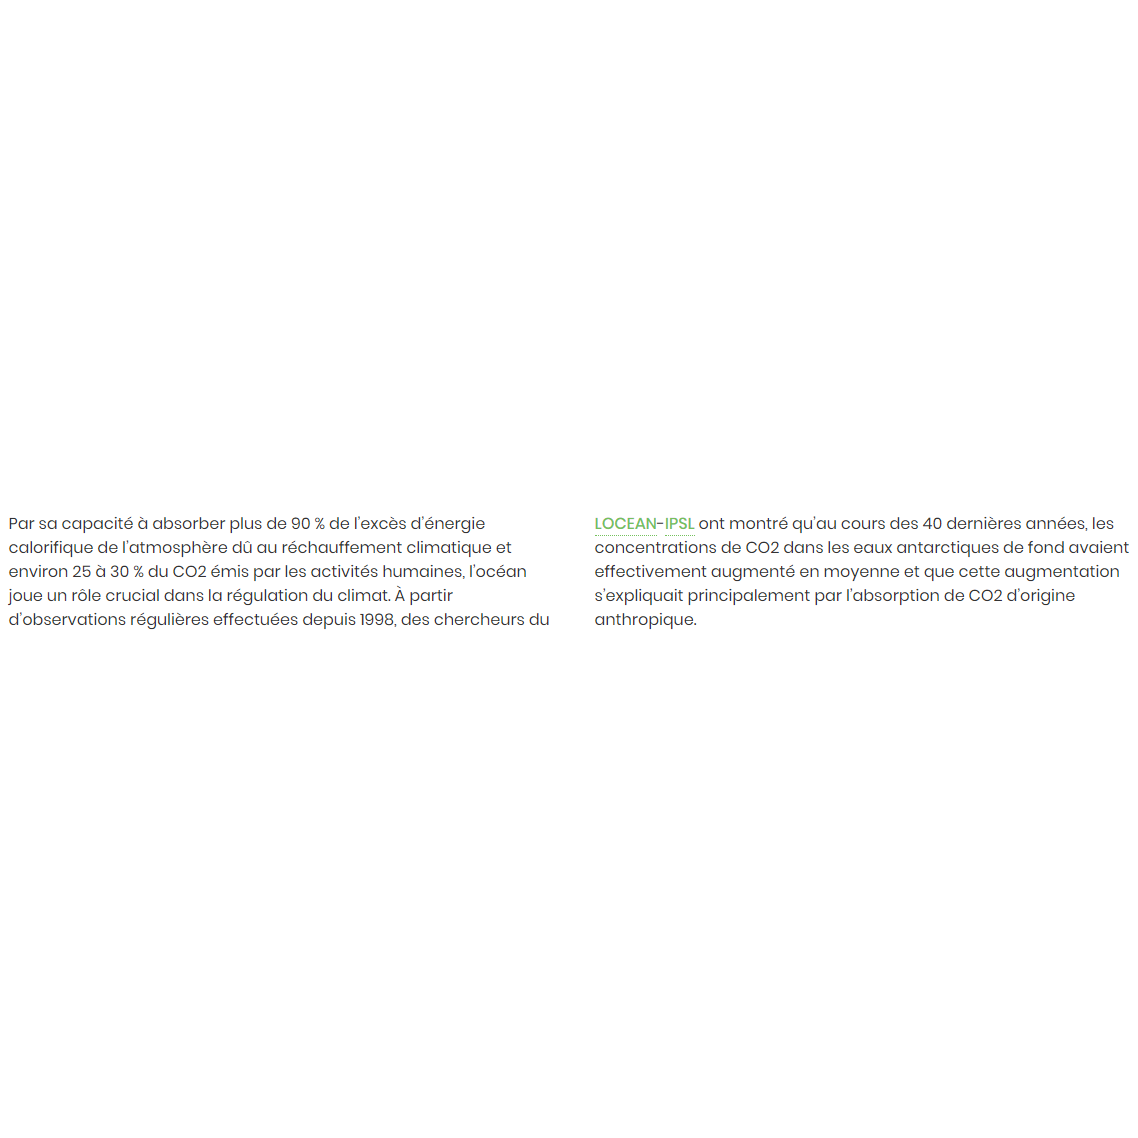 Par sa capacité à absorber plus de 90 % de l’excès d’énergie
calorifique de l’atmosphère dû au réchauffement climatique et
environ 25 à 30 % du CO2 émis par les activités humaines, l’océan
joue un rôle crucial dans la régulation du climat. À partir
d’observations régulières effectuées depuis 1998, des chercheurs du
LOCEAN-IPSL ont montré qu’au cours des 40 dernières années, les
concentrations de CO2 dans les eaux antarctiques de fond avaient
effectivement augmenté en moyenne et que cette augmentation
s’expliquait principalement par l’absorption de CO2 d’origine
anthropique.